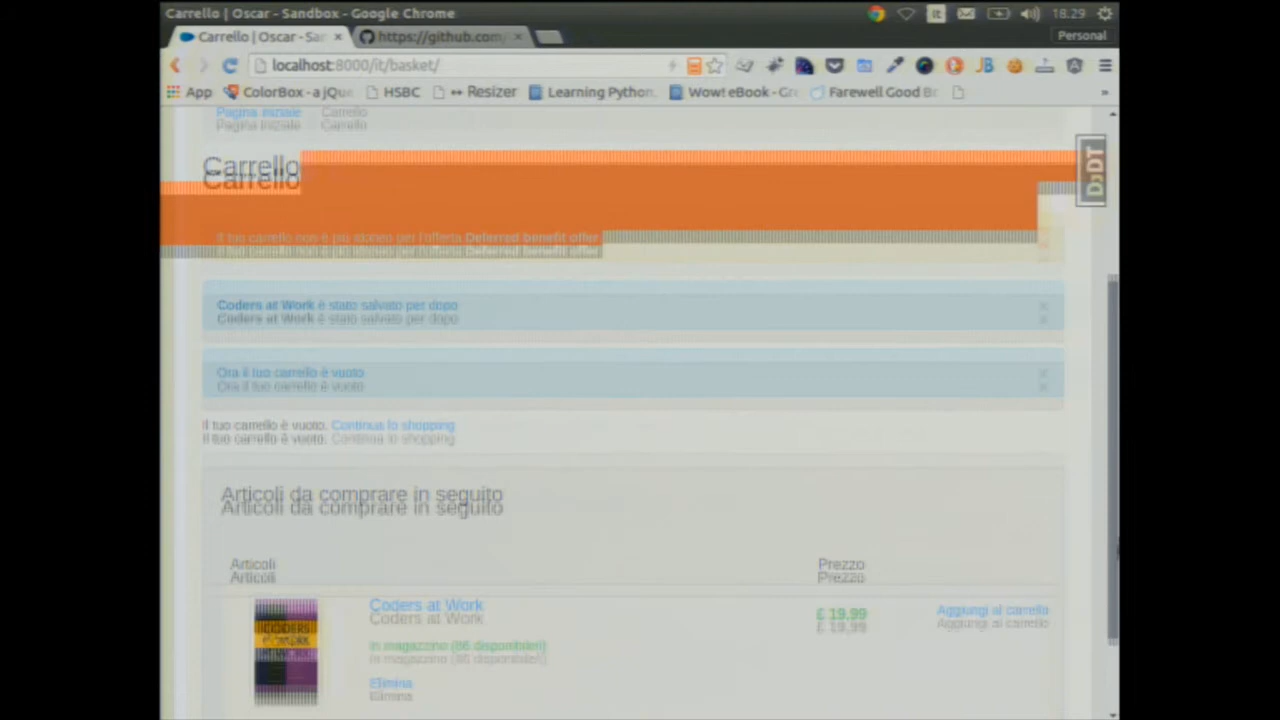 Carrello | Oscar - Sandbox - Google Chrome
18.29
Carrello | Oscar - Sa
https://github.com
Personal
localhost:8000/it/basket/
JB
App
ColorBox - a jQu
HSBC
Resizer
Learning Python,
Wow! eBook - Gr
Farewell Good B
»
Pagina iniziale
Carrello
Carrello
DjDT
Il tuo carrello non è più idoneo per l'offerta Deferred benefit offer
Coders at Work è stato salvato per dopo
×
Ora il tuo carrello è vuoto
×
Il tuo carrello è vuoto. Continua lo shopping
Articoli da comprare in seguito
Articoli
Prezzo
CODERS
Coders at Work
£ 19,99
Aggiungi al carrello
In magazzino (86 disponibile/i)
Elimina